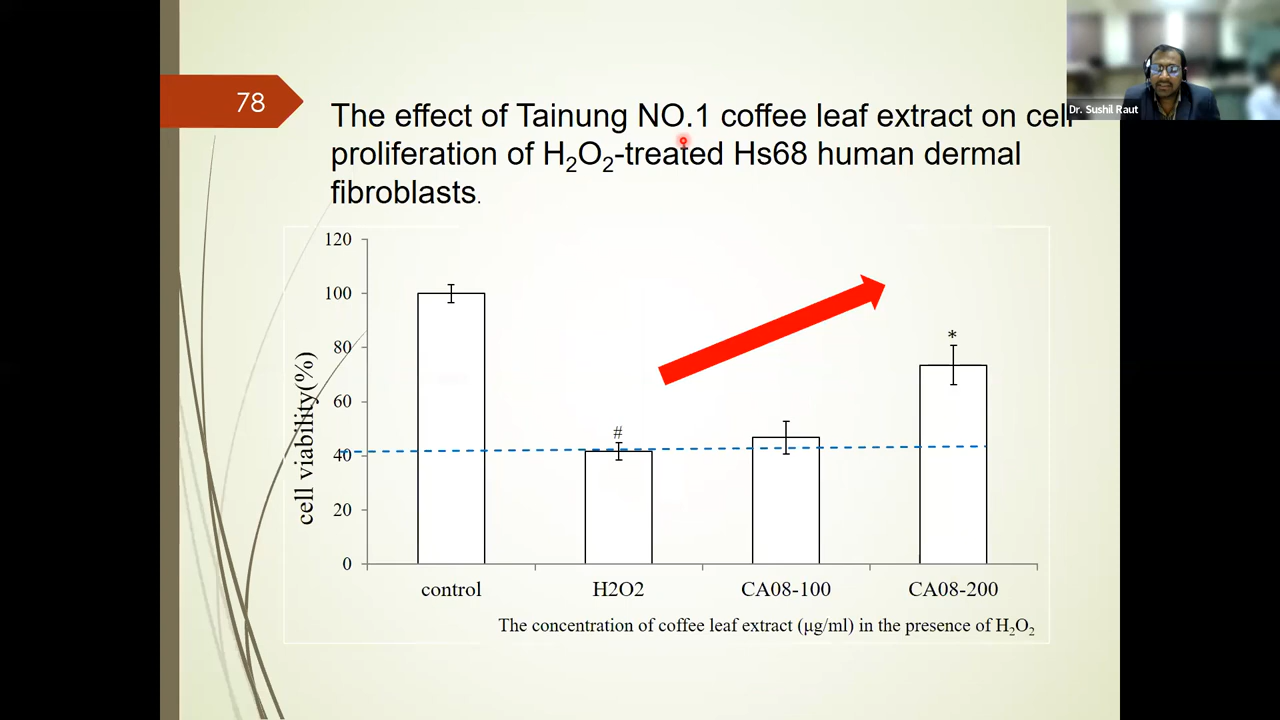 78
Dr. Sushil Raut
The effect of Tainung NO.1 coffee leaf extract on cell
proliferation of H₂O₂-treated Hs68 human dermal
fibroblasts.
cell viability(%)
120
100
80
60
40
20
0
#
*
control H2O2 CA08-100 CA08-200
The concentration of coffee leaf extract (μg/ml) in the presence of H₂O₂